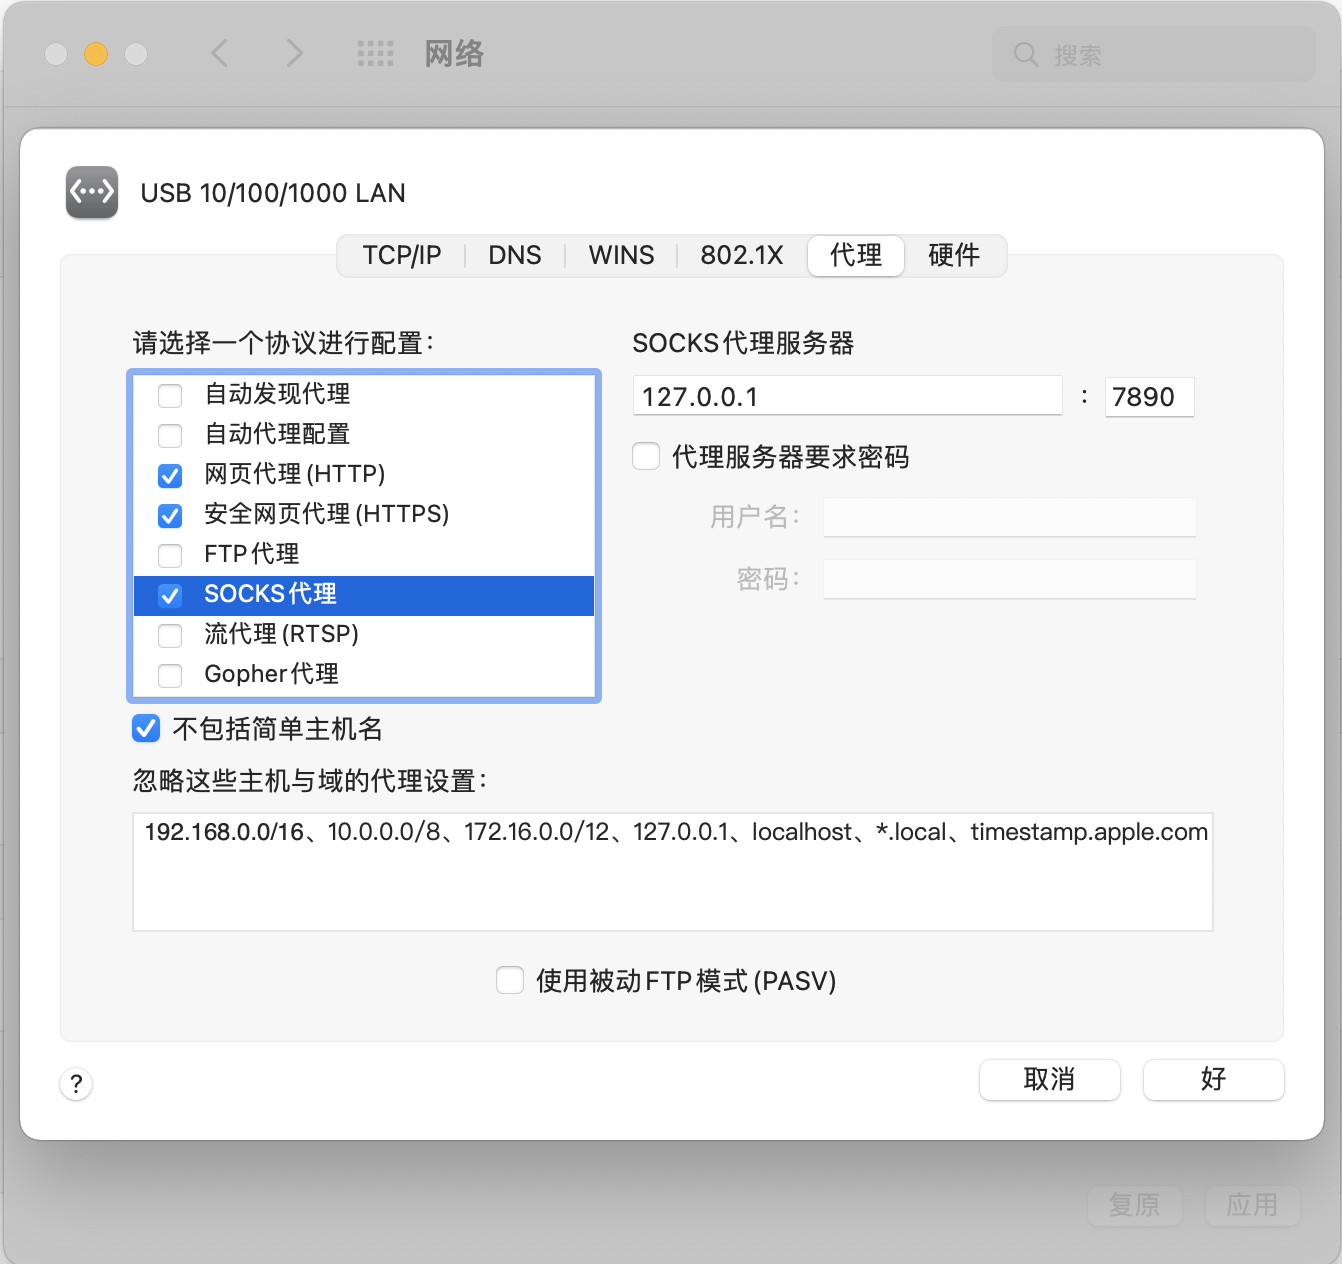 网络
搜索
USB 10/100/1000 LAN
TCP/IP
DNS
WINS
802.1X
代理
硬件
请选择一个协议进行配置：
自动发现代理
自动代理配置
网页代理(HTTP)
安全网页代理(HTTPS)
FTP代理
SOCKS代理
流代理(RTSP)
Gopher代理
SOCKS代理服务器
127.0.0.1 : 7890
代理服务器要求密码
用户名：
密码：
不包括简单主机名
忽略这些主机与域的代理设置：
192.168.0.0/16、10.0.0.0/8、172.16.0.0/12、127.0.0.1、localhost、*.local、timestamp.apple.com
使用被动FTP模式(PASV)
?
取消
好
复原
应用